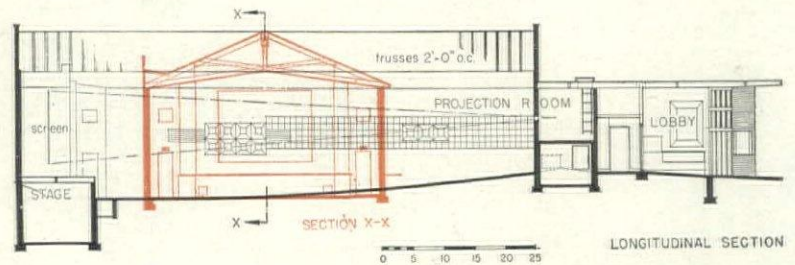 X
trusses 2'-0" o.c.
PROJECTION ROOM
screen
LOBBY
STAGE
X
SECTION X-X
0 5 10 15 20 25
LONGITUDINAL SECTION